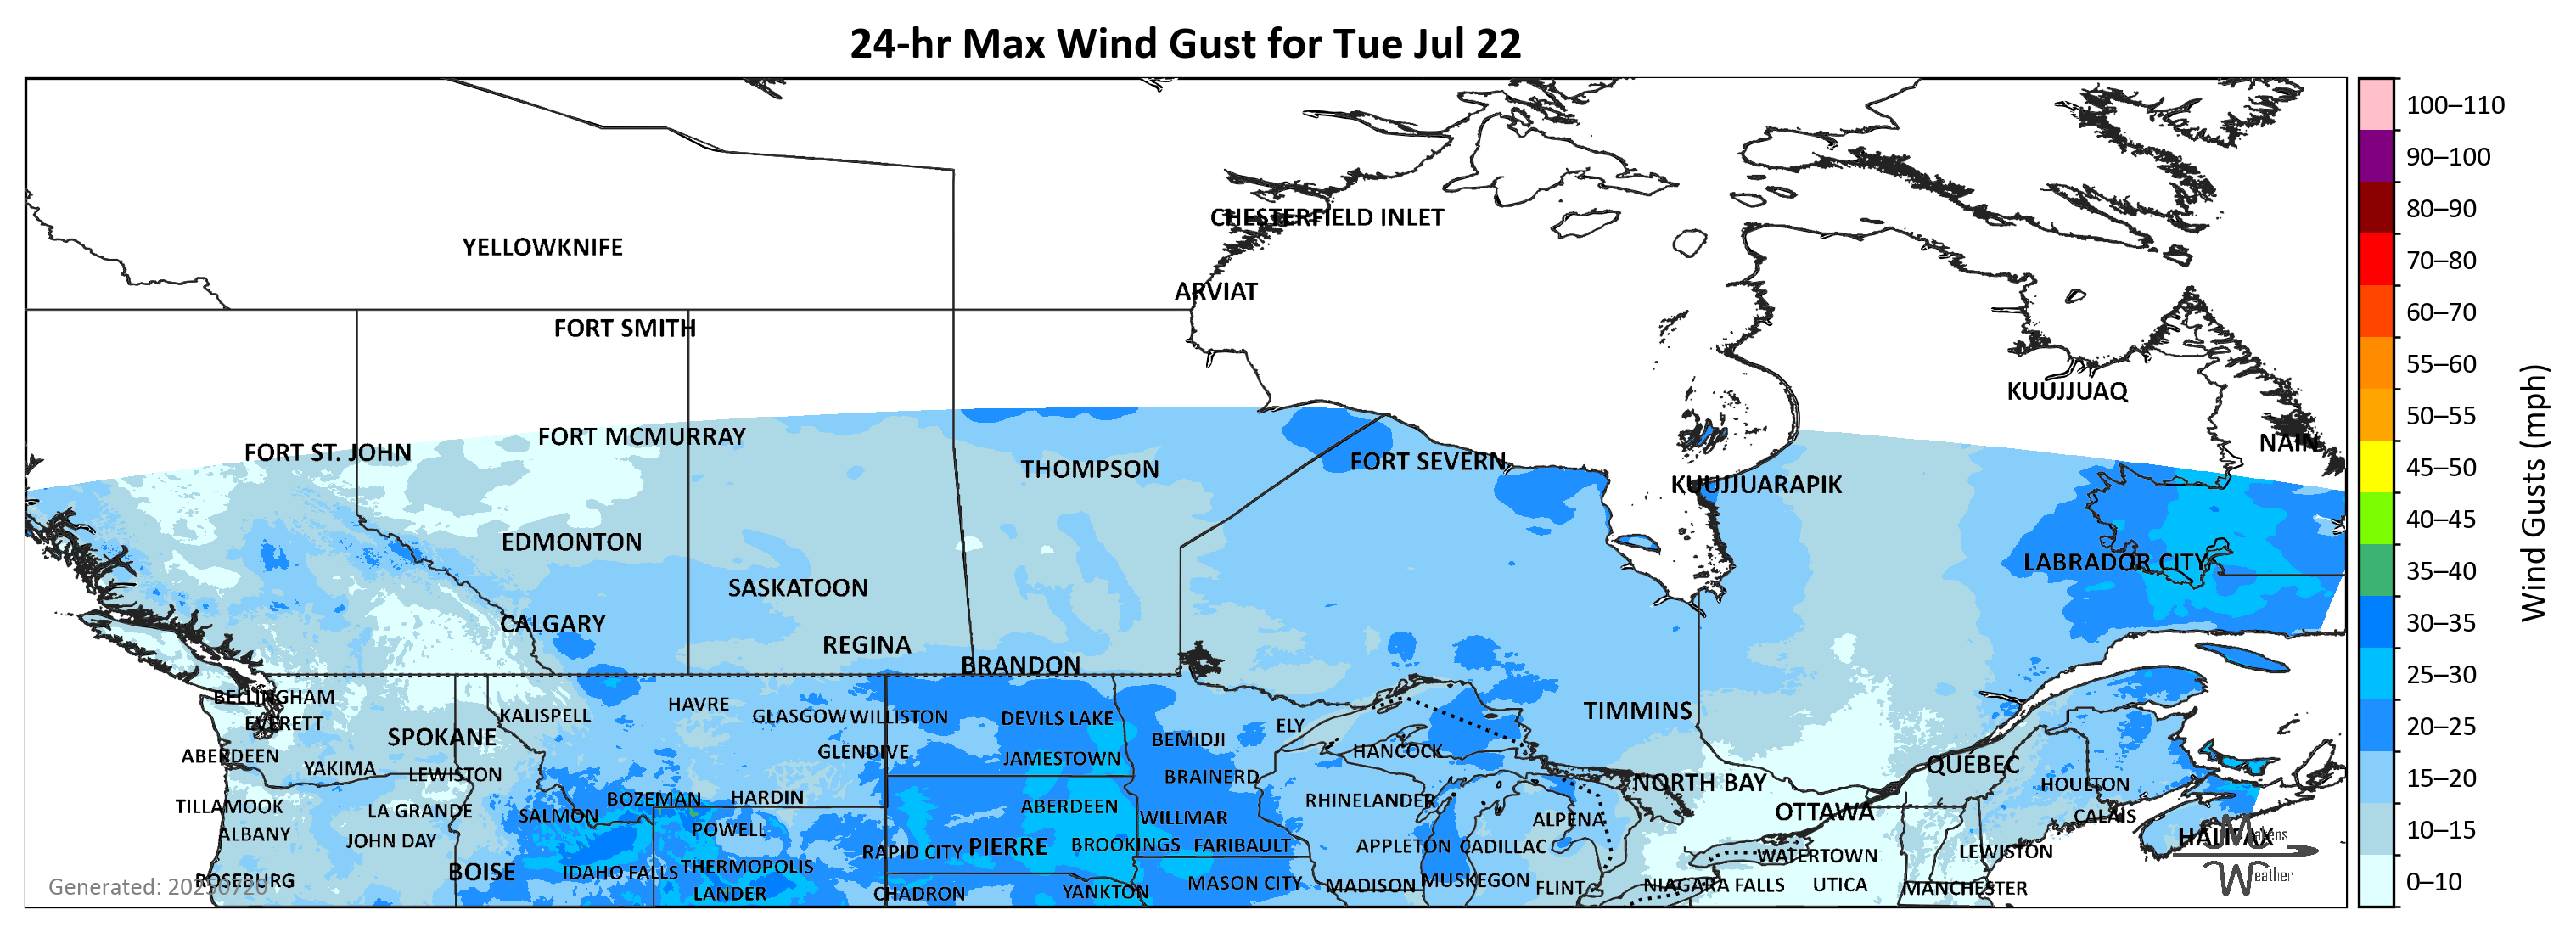 24-hr Max Wind Gust for Tue Jul 22
100–110
90–100
80–90
70–80
60–70
55–60
50–55
45–50
40–45
35–40
30–35
25–30
20–25
15–20
10–15
0–10
Wind Gusts (mph)
CHESTERFIELD INLET
YELLOWKNIFE
ARVIAT
FORT SMITH
KUUJJUAQ
FORT MCMURRAY
NAIN
FORT ST. JOHN
FORT SEVERN
THOMPSON
KUUJJUARAPIK
EDMONTON
LABRADOR CITY
SASKATOON
CALGARY
REGINA
BRANDON
BELLINGHAM
HAVRE
TIMMINS
KALISPELL
GLASGOW
WILLISTON
DEVILS LAKE
EVERETT
ELY
SPOKANE
BEMIDJI
GLENDIVE
HANCOCK
ABERDEEN
JAMESTOWN
QUEBEC
YAKIMA
LEWISTON
BRAINERD
NORTH BAY
HOULTON
BOZEMAN
HARDIN
RHINELANDER
TILLAMOOK
ABERDEEN
LA GRANDE
OTTAWA
SALMON
WILLMAR
CALAIS
ALPENA
POWELL
ALBANY
HALIFAX
JOHN DAY
BROOKINGS
FARIBAULT
APPLETON
CADILLAC
PIERRE
RAPID CITY
LEWISTON
WATERTOWN
THERMOPOLIS
BOISE
IDAHO FALLS
ROSEBURG
MUSKEGON
MASON CITY
MADISON
NIAGARA FALLS
UTICA
FLINT
MANCHESTER
YANKTON
LANDER
CHADRON
Generated: 20250720
Makens
Weather